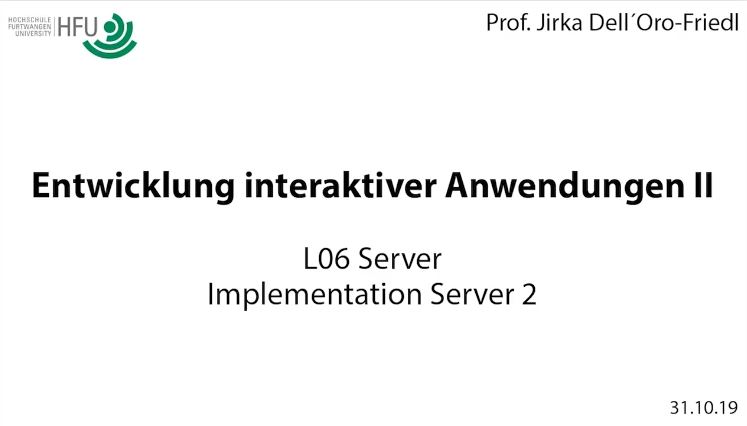 HOCHSCHULE
FURTWANGEN
UNIVERSITY
HFU
Prof. Jirka Dell´Oro-Friedl
Entwicklung interaktiver Anwendungen II
L06 Server
Implementation Server 2
31.10.19